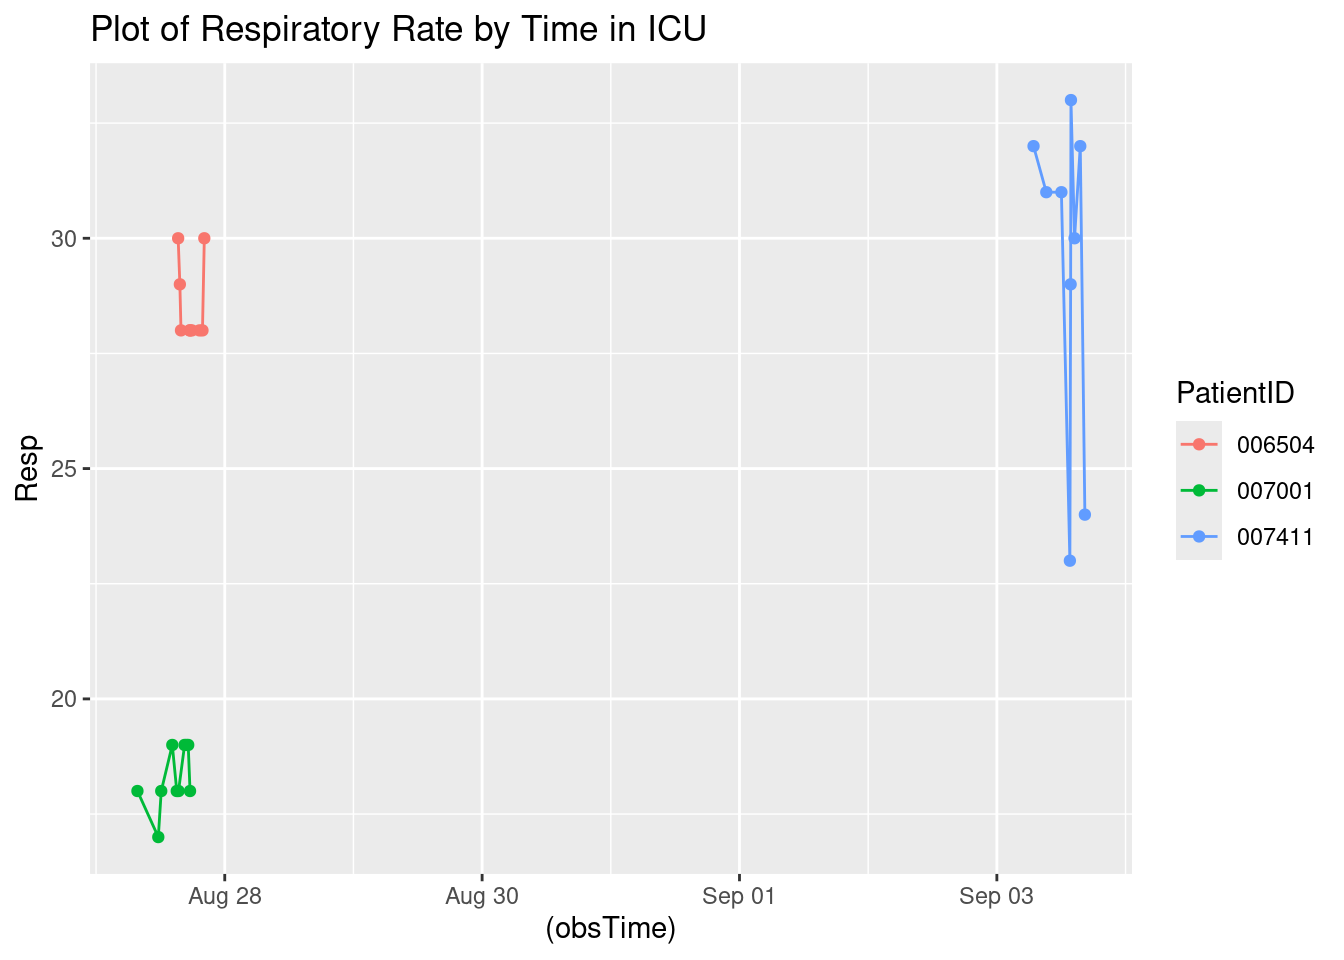 Plot of Respiratory Rate by Time in ICU
Resp
30
25
20
Aug 28
Aug 30
Sep 01
Sep 03
(obsTime)
PatientID
006504
007001
007411